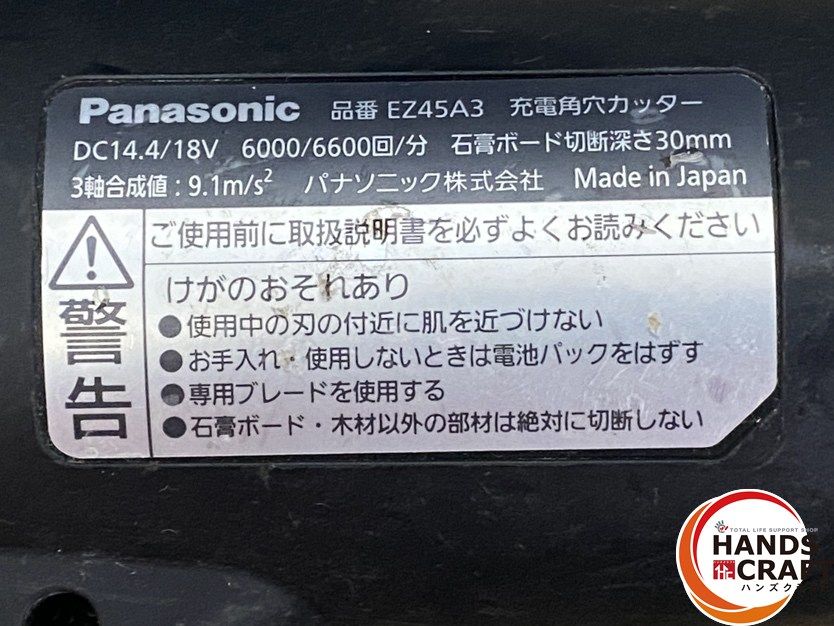 Panasonic 品番 EZ45A3 充電角穴カッター
DC14.4/18V 6000/6600回/分 石膏ボード切断深さ30mm
3軸合成値：9.1m/s² パナソニック株式会社 Made in Japan
警告
ご使用前に取扱説明書を必ずよくお読みください
けがのおそれあり
●使用中の刃の付近に肌を近づけない
●お手入れ・使用しないときは電池パックをはずす
●専用ブレードを使用する
●石膏ボード・木材以外の部材は絶対に切断しない
TOTAL LIFE SUPPORT SHOP
HANDS
CRAFT
ハンズク